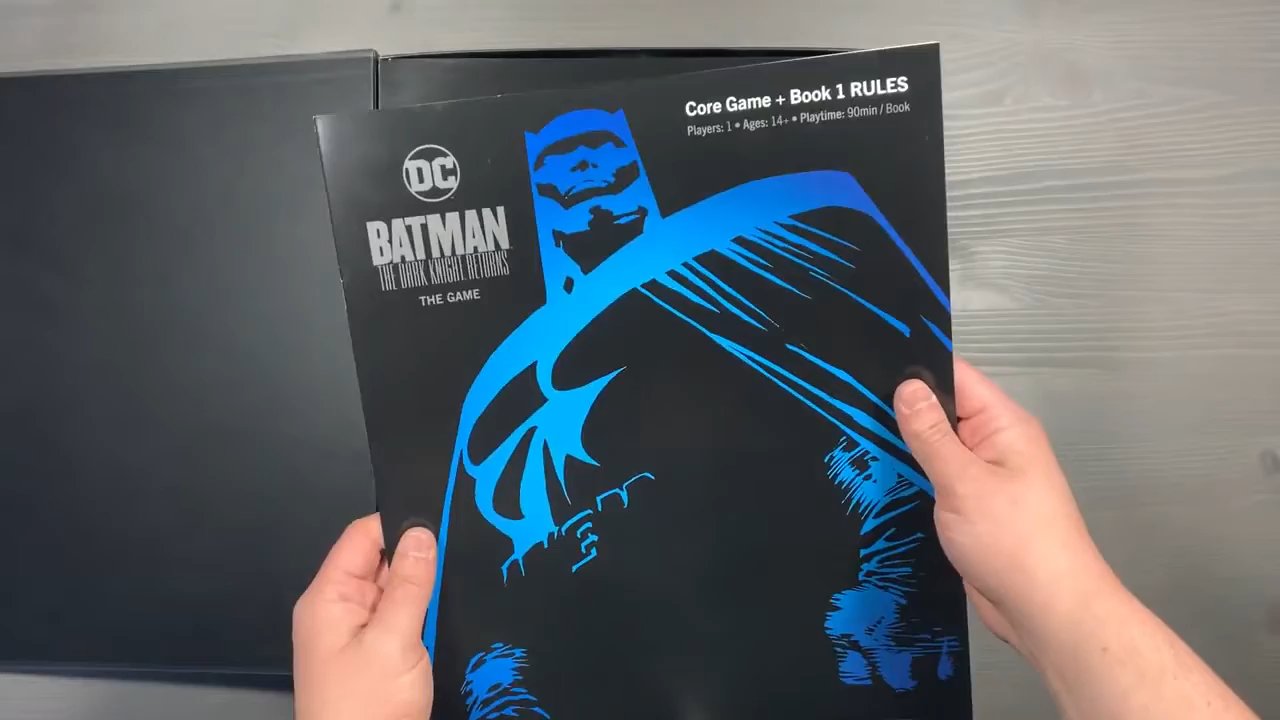 Core Game + Book 1 RULES
Players: 1 • Ages: 14+ • Playtime: 90min / Book
DC
BATMAN
THE DARK KNIGHT RETURNS
THE GAME